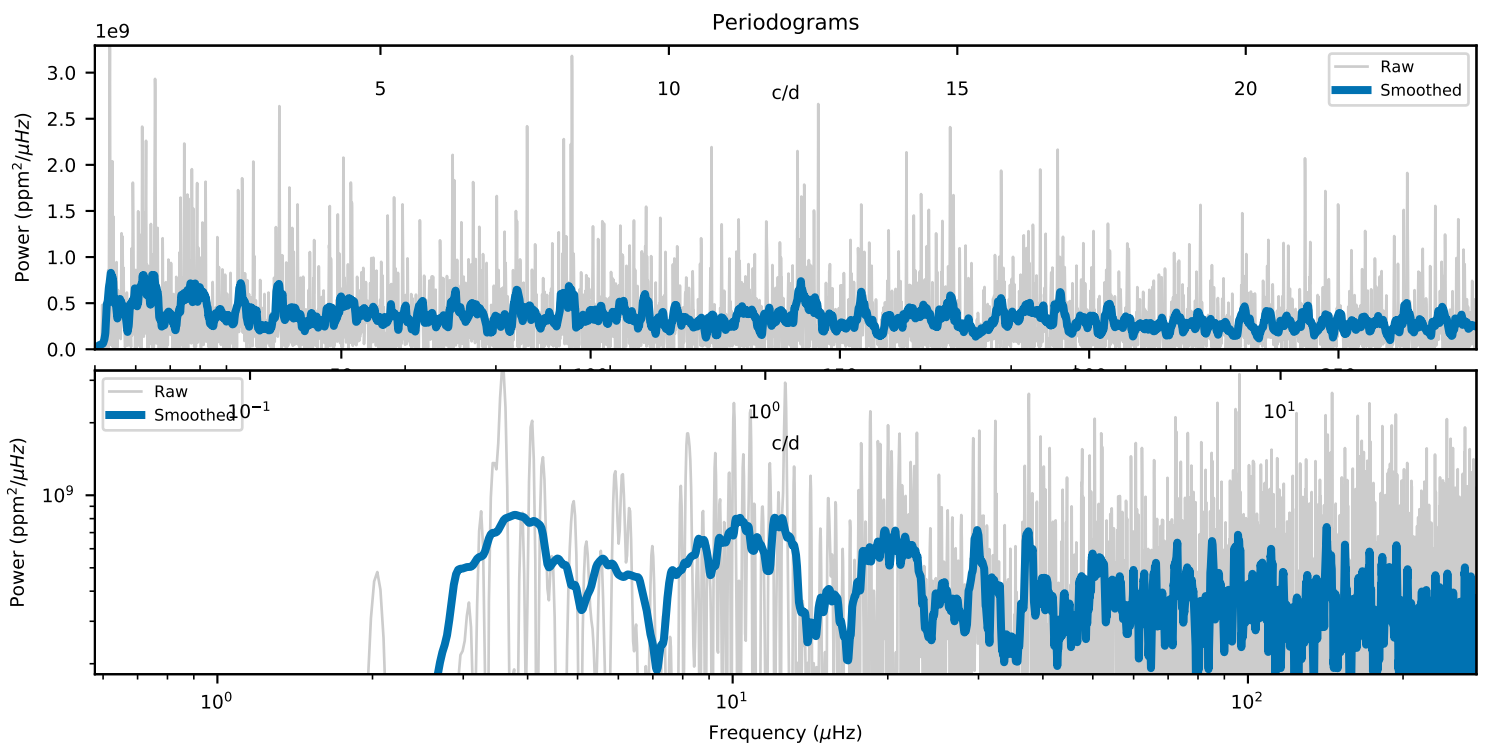 Periodograms
1e9
5 10 15 20
c/d
Raw
Smoothed
Power (ppm²/μHz)
3.0
2.5
2.0
1.5
1.0
0.5
0.0
Raw
Smoothed
10⁻¹ 10⁰ 10¹
c/d
Power (ppm²/μHz)
10⁹
10⁰ 10¹ 10²
Frequency (μHz)